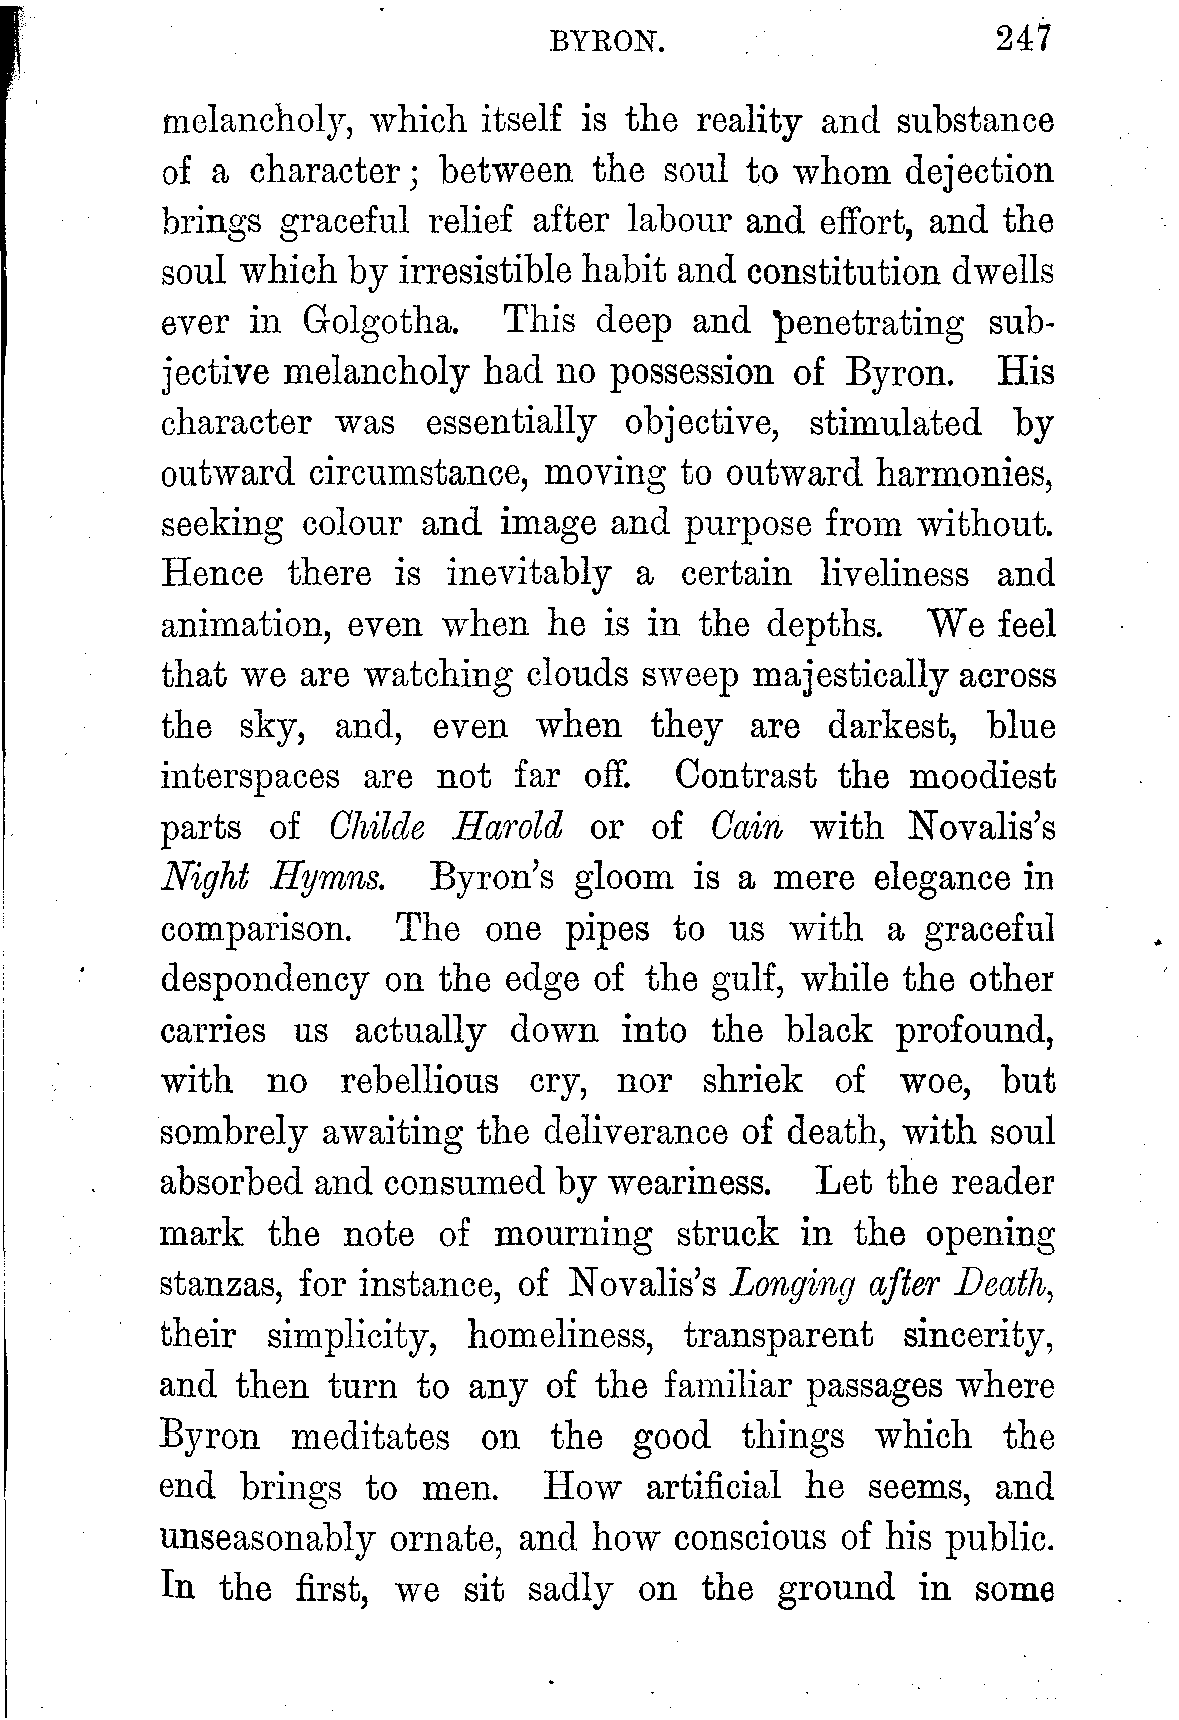 BYRON. 247
melancholy, which itself is the reality and substance
of a character; between the soul to whom dejection
brings graceful relief after labour and effort, and the
soul which by irresistible habit and constitution dwells
ever in Golgotha. This deep and penetrating sub-
jective melancholy had no possession of Byron. His
character was essentially objective, stimulated by
outward circumstance, moving to outward harmonies,
seeking colour and image and purpose from without.
Hence there is inevitably a certain liveliness and
animation, even when he is in the depths. We feel
that we are watching clouds sweep majestically across
the sky, and, even when they are darkest, blue
interspaces are not far off. Contrast the moodiest
parts of Childe Harold or of Cain with Novalis's
Night Hymns. Byron's gloom is a mere elegance in
comparison. The one pipes to us with a graceful
despondency on the edge of the gulf, while the other
carries us actually down into the black profound,
with no rebellious cry, nor shriek of woe, but
sombrely awaiting the deliverance of death, with soul
absorbed and consumed by weariness. Let the reader
mark the note of mourning struck in the opening
stanzas, for instance, of Novalis's Longing after Death,
their simplicity, homeliness, transparent sincerity,
and then turn to any of the familiar passages where
Byron meditates on the good things which the
end brings to men. How artificial he seems, and
unseasonably ornate, and how conscious of his public.
In the first, we sit sadly on the ground in some